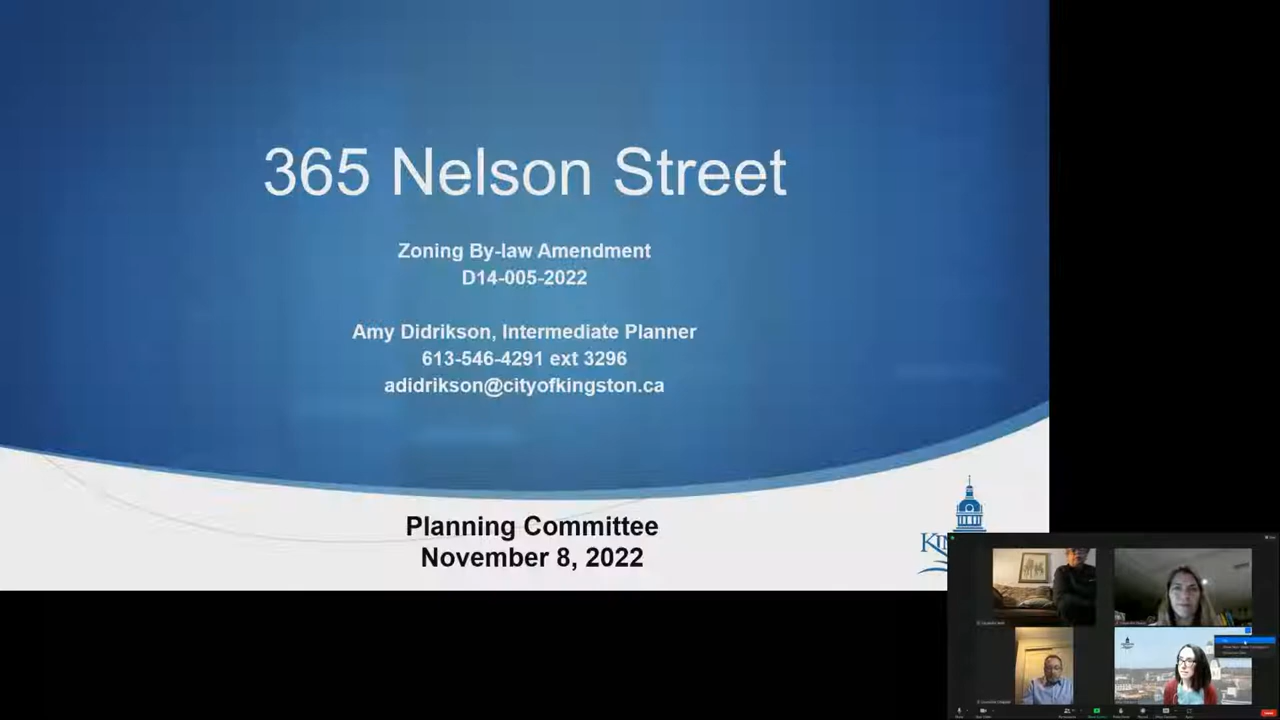 365 Nelson Street
Zoning By-law Amendment
D14-005-2022
Amy Didrikson, Intermediate Planner
613-546-4291 ext 3296
adidrikson@cityofkingston.ca
Planning Committee
November 8, 2022